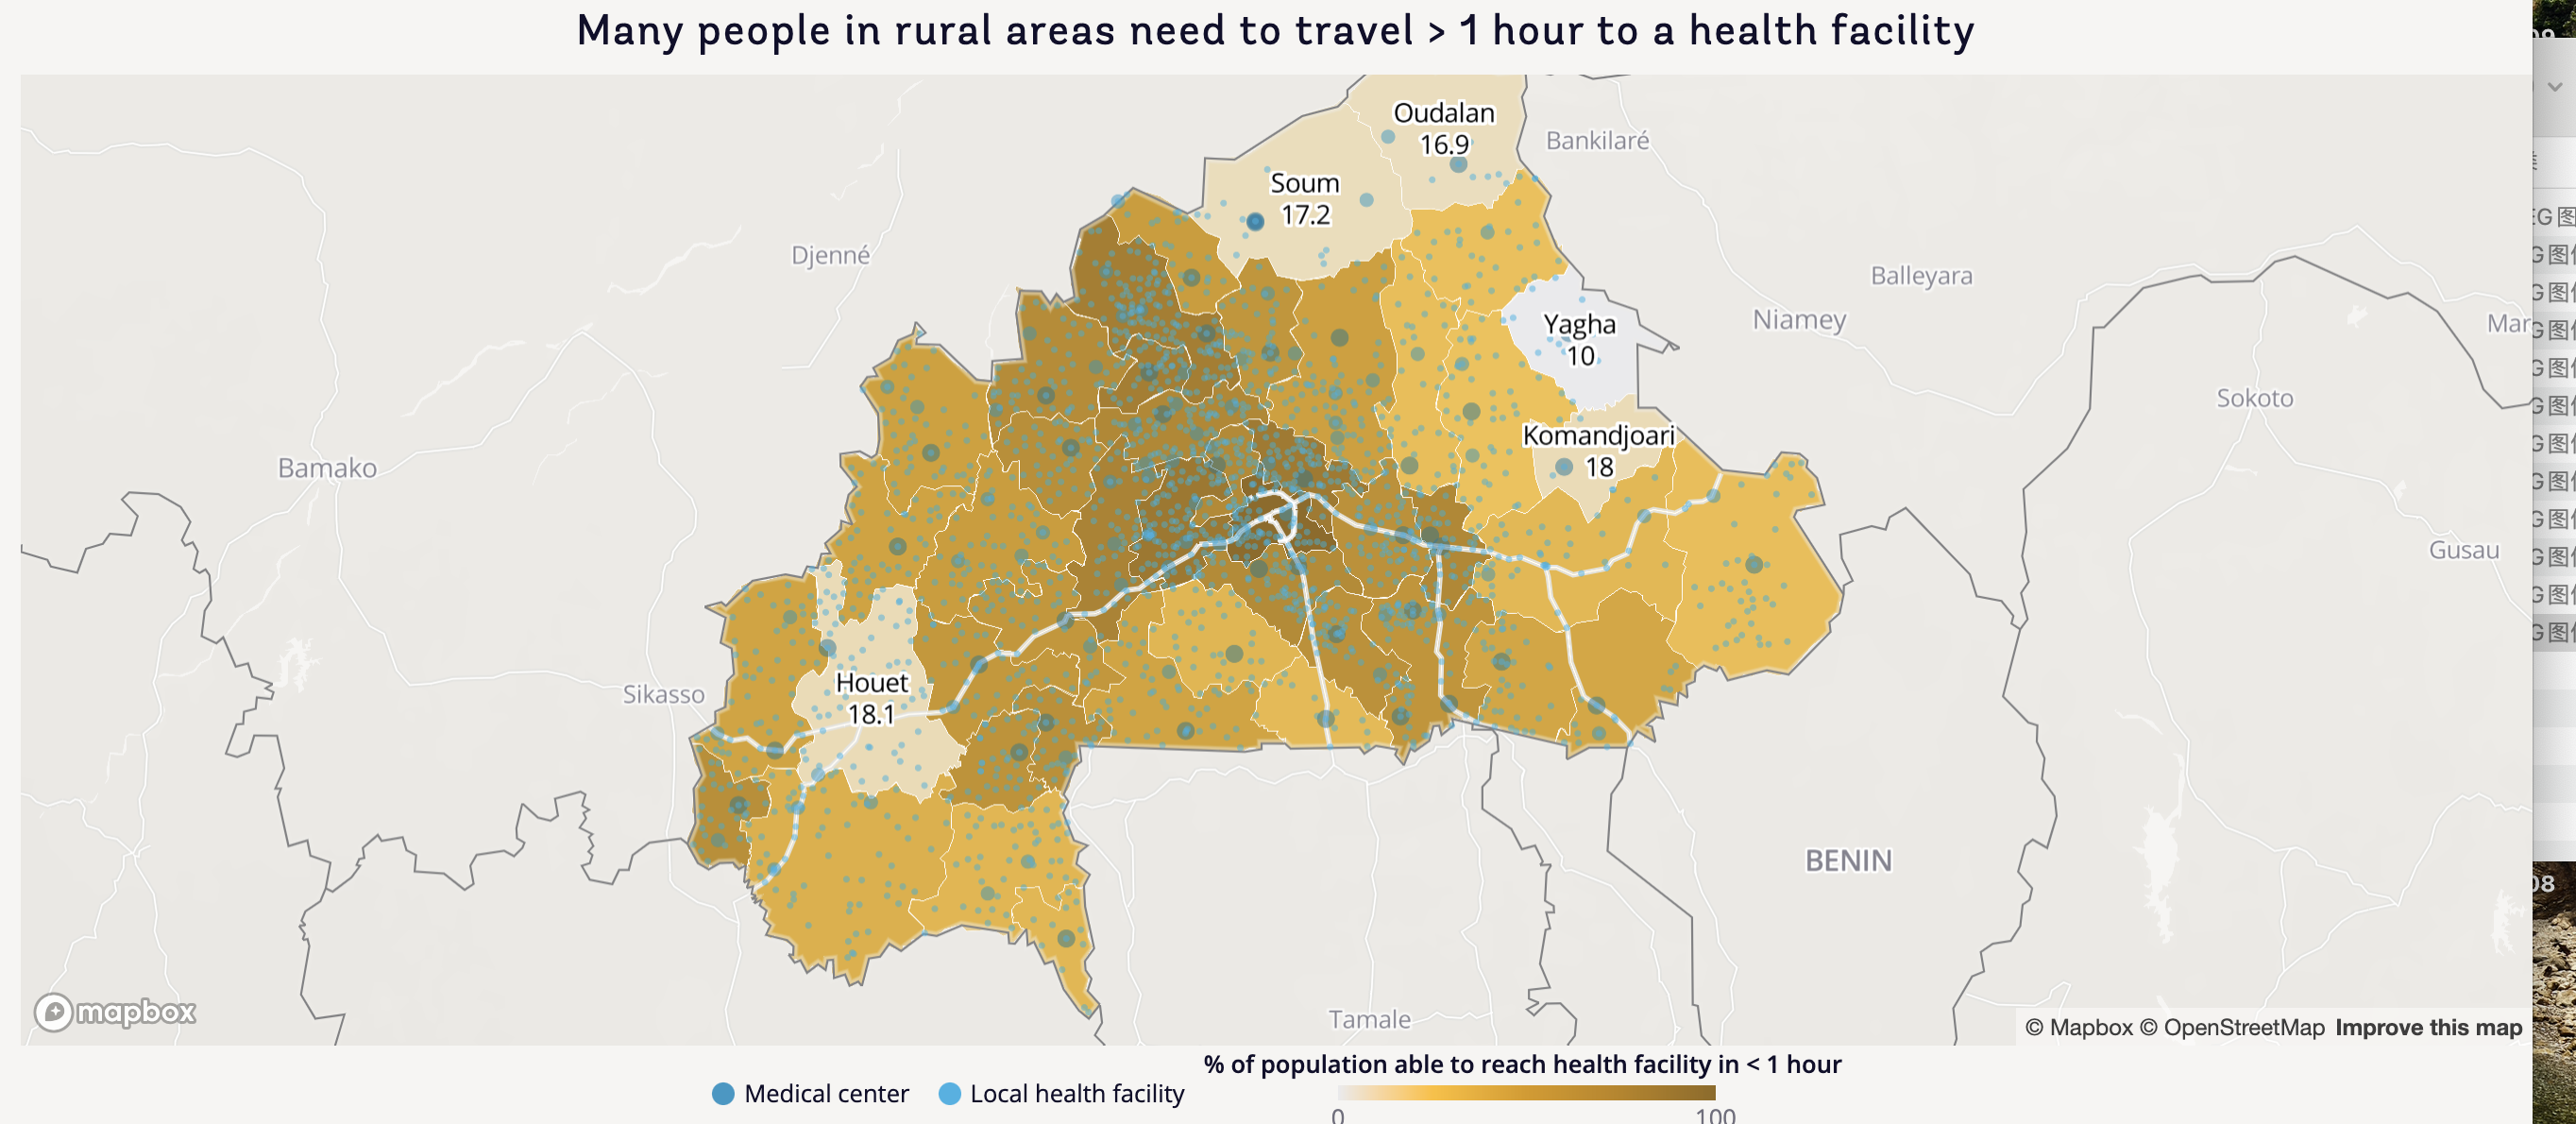 Many people in rural areas need to travel > 1 hour to a health facility
Oudalan
16.9
Bankilaré
Soum
17.2
Djenné
Balleyara
Yagha
10
Niamey
Mar
Sokoto
Komandjoari
18
Bamako
Gusau
Houet
18.1
Sikasso
BENIN
08
mapbox
Tamale
© Mapbox © OpenStreetMap Improve this map
% of population able to reach health facility in < 1 hour
Medical center
Local health facility
0
100